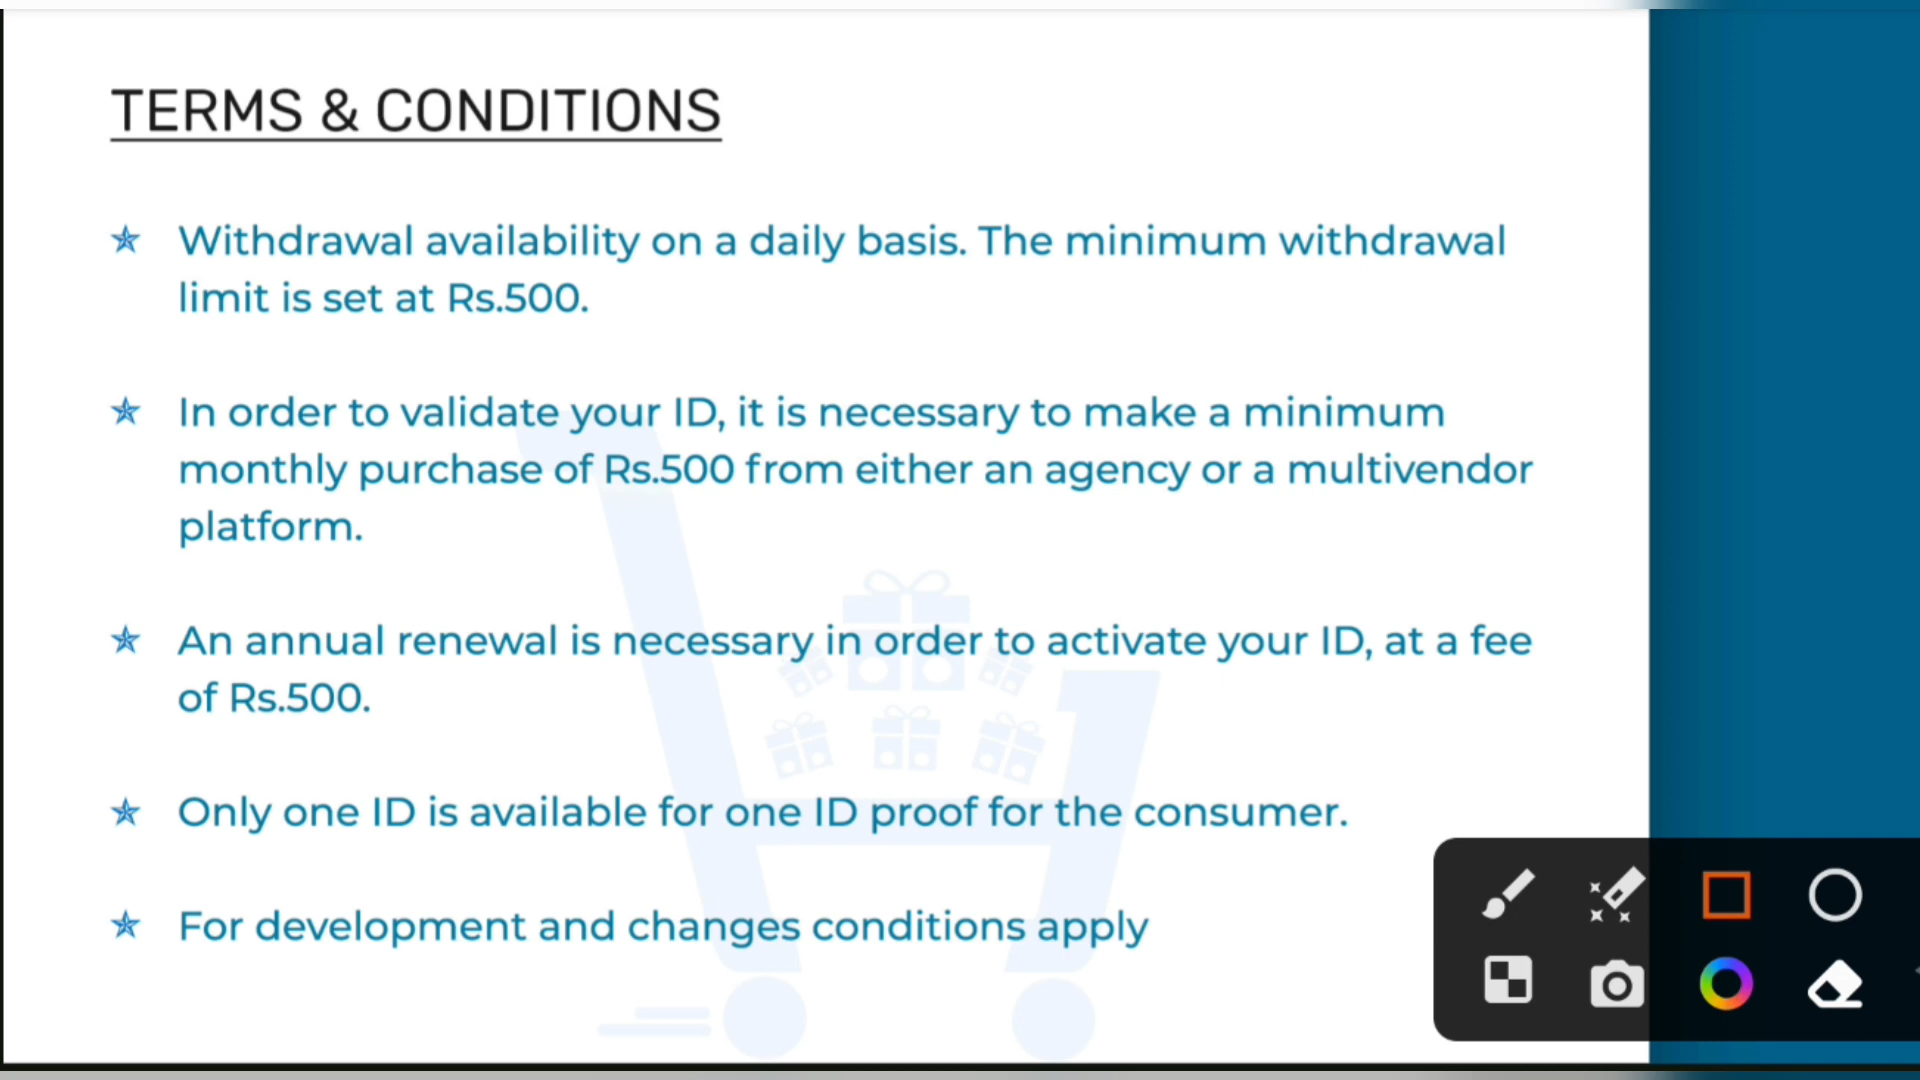 TERMS & CONDITIONS
Withdrawal availability on a daily basis. The minimum withdrawal
limit is set at Rs.500.
In order to validate your ID, it is necessary to make a minimum
monthly purchase of Rs.500 from either an agency or a multivendor
platform.
An annual renewal is necessary in order to activate your ID, at a fee
of Rs.500.
Only one ID is available for one ID proof for the consumer.
For development and changes conditions apply